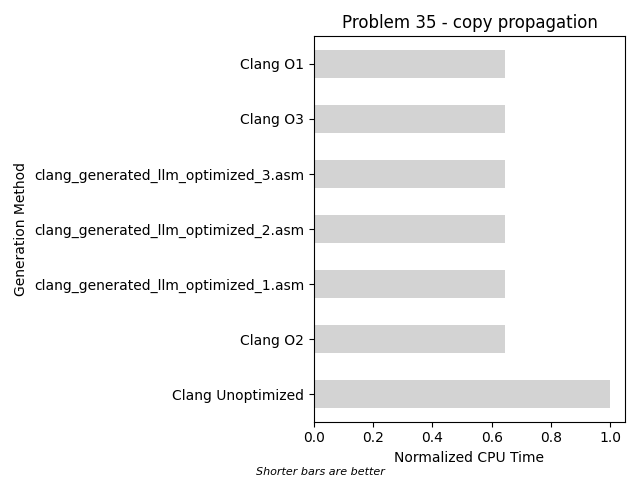 Problem 35 - copy propagation
Generation Method
Clang O1
Clang O3
clang_generated_llm_optimized_3.asm
clang_generated_llm_optimized_2.asm
clang_generated_llm_optimized_1.asm
Clang O2
Clang Unoptimized
0.0 0.2 0.4 0.6 0.8 1.0
Normalized CPU Time
Shorter bars are better